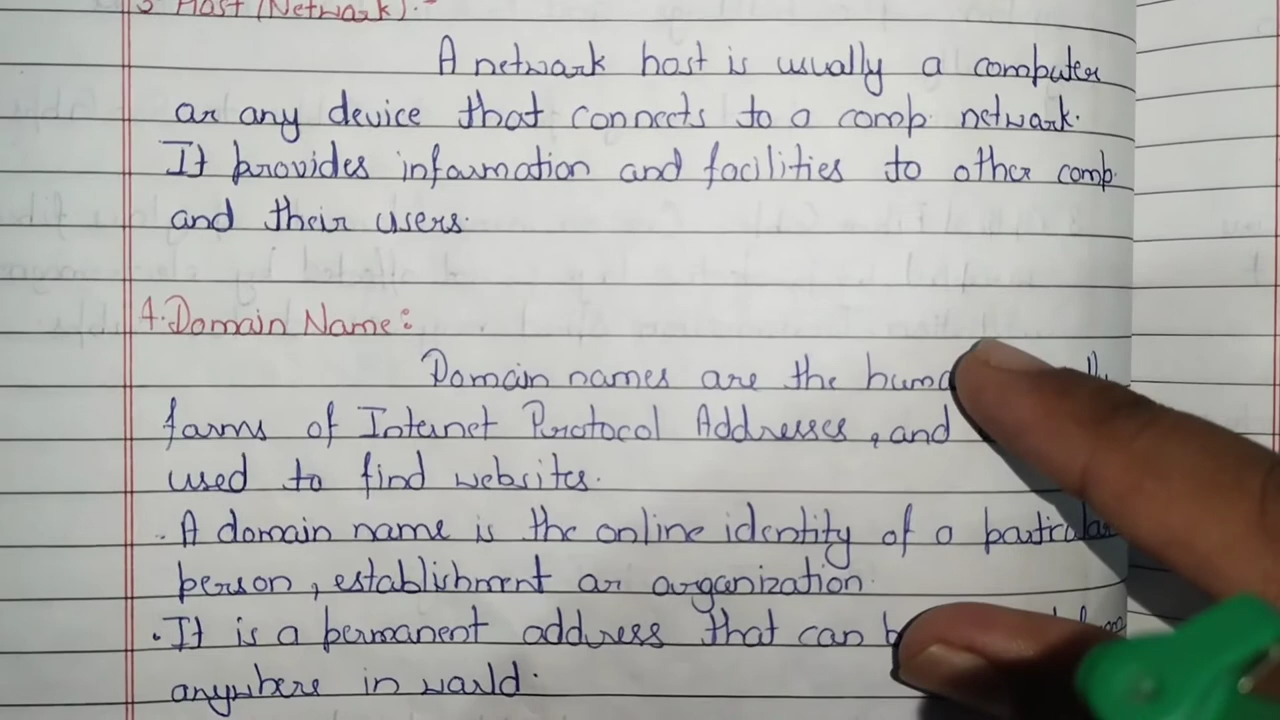 3 Host (Network):-
A network host is usually a computer
or any device that connects to a comp. network.
It provides information and facilities to other comp.
and their users.
4. Domain Name:
Domain names are the
forms of Internet Protocol Addresses, and
used to find websites.
. A domain name is the online identity of a particular
person, establishment or organization.
. It is a permanent address that can
anywhere in world.